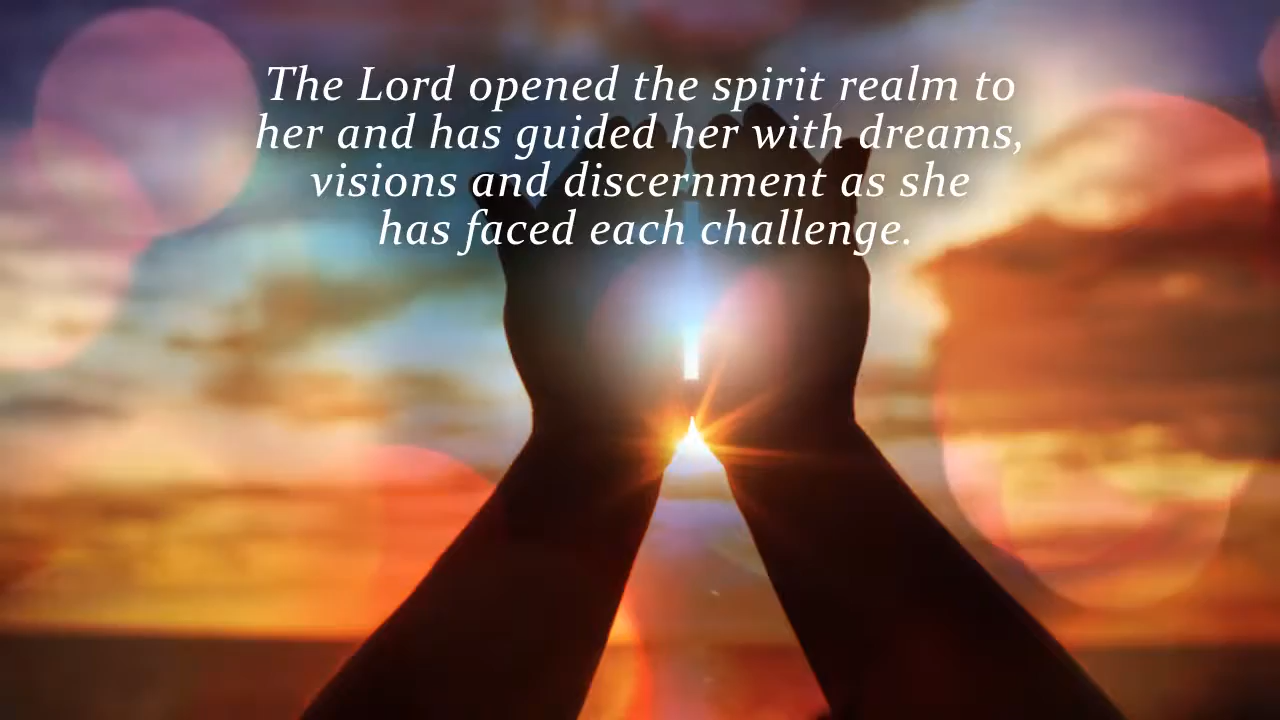 The Lord opened the spirit realm to
her and has guided her with dreams,
visions and discernment as she
has faced each challenge.